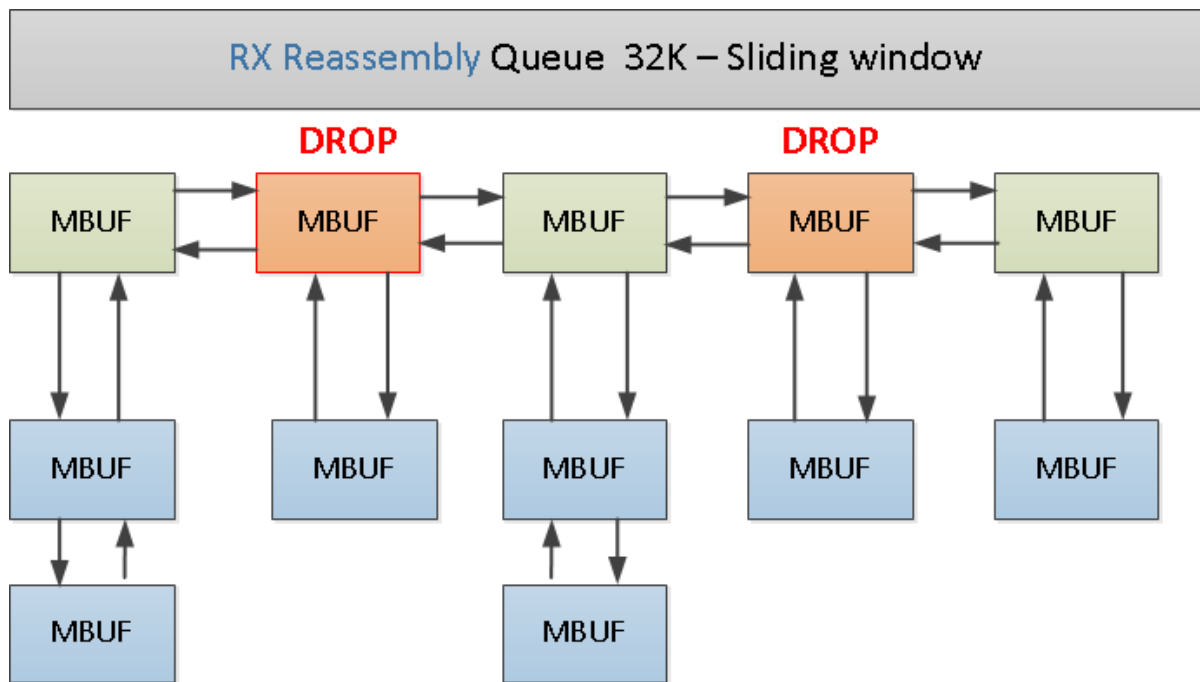 RX Reassembly Queue 32K – Sliding window
DROP DROP
MBUF MBUF MBUF MBUF MBUF
MBUF MBUF MBUF MBUF MBUF
MBUF MBUF